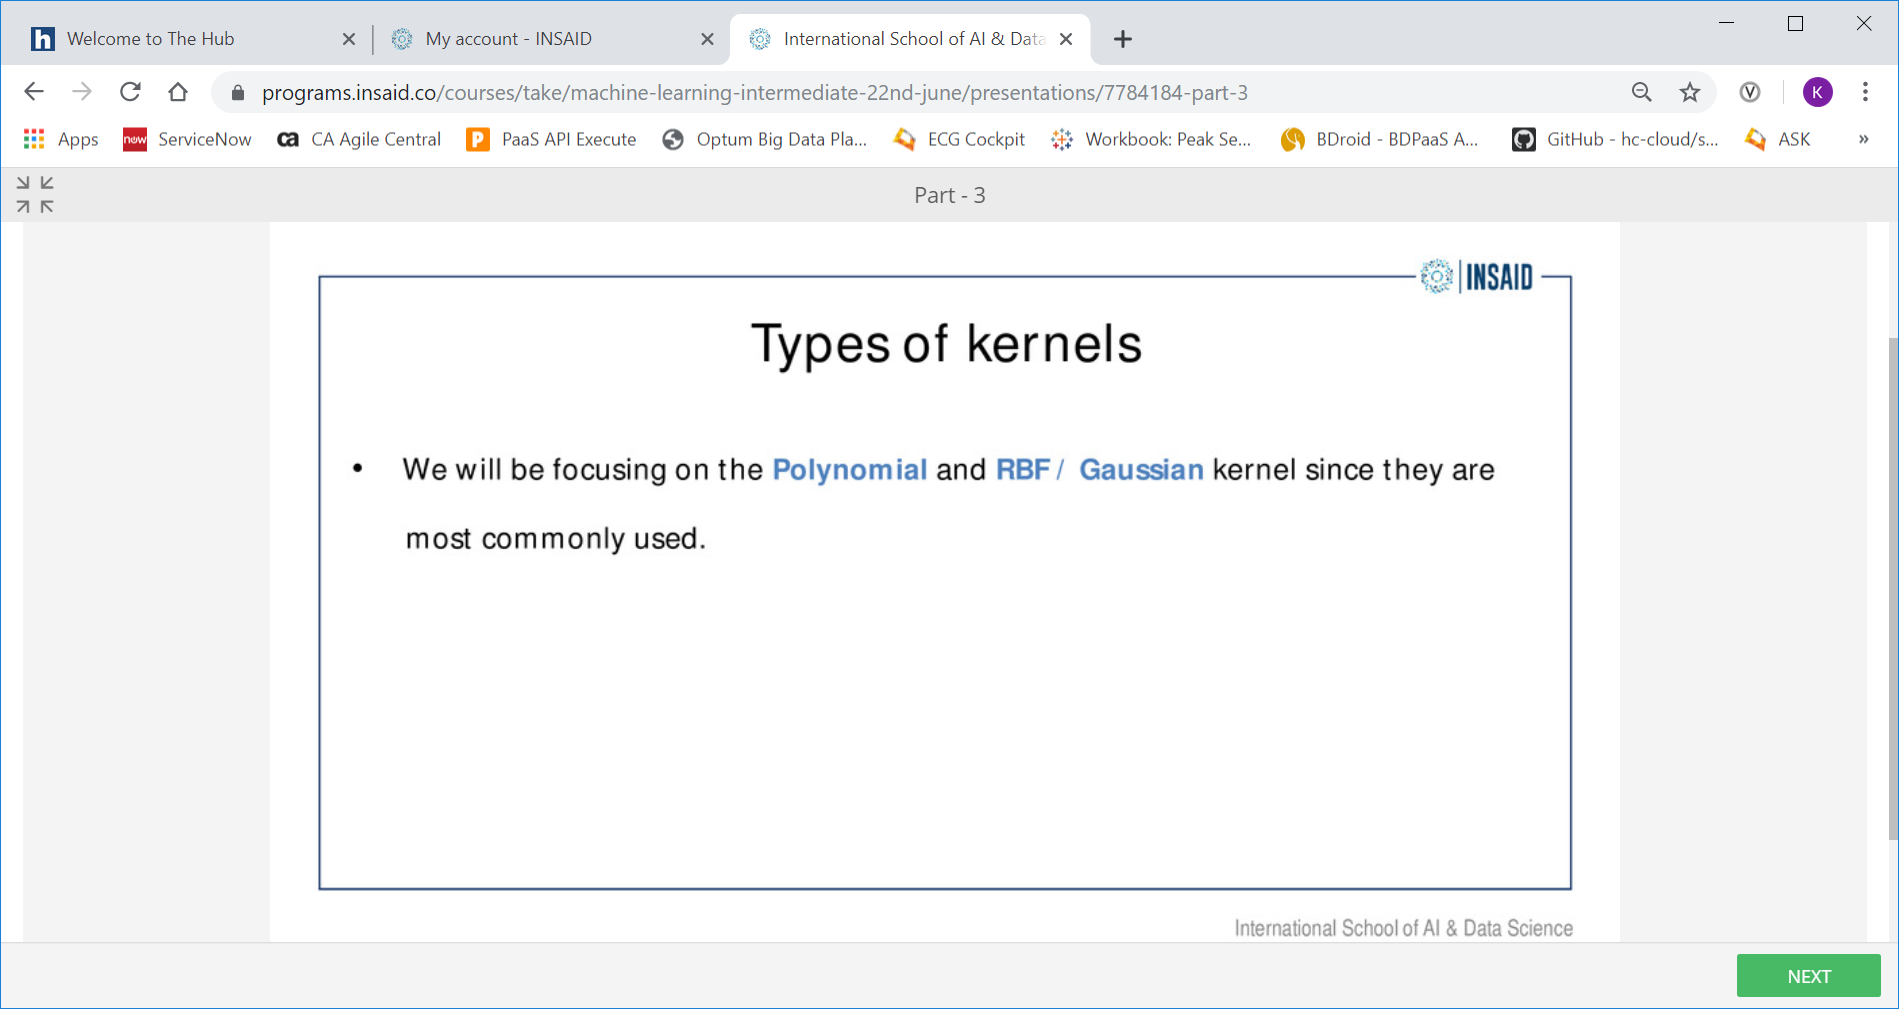 Welcome to The Hub
My account - INSAID
International School of AI & Data
programs.insaid.co/courses/take/machine-learning-intermediate-22nd-june/presentations/7784184-part-3
K
Apps
now ServiceNow
ca CA Agile Central
P PaaS API Execute
Optum Big Data Pla...
ECG Cockpit
Workbook: Peak Se...
BDroid - BDPaaS A...
GitHub - hc-cloud/s...
ASK
»
Part - 3
INSAID
Types of kernels
• We will be focusing on the Polynomial and RBF / Gaussian kernel since they are
most commonly used.
International School of AI & Data Science
NEXT